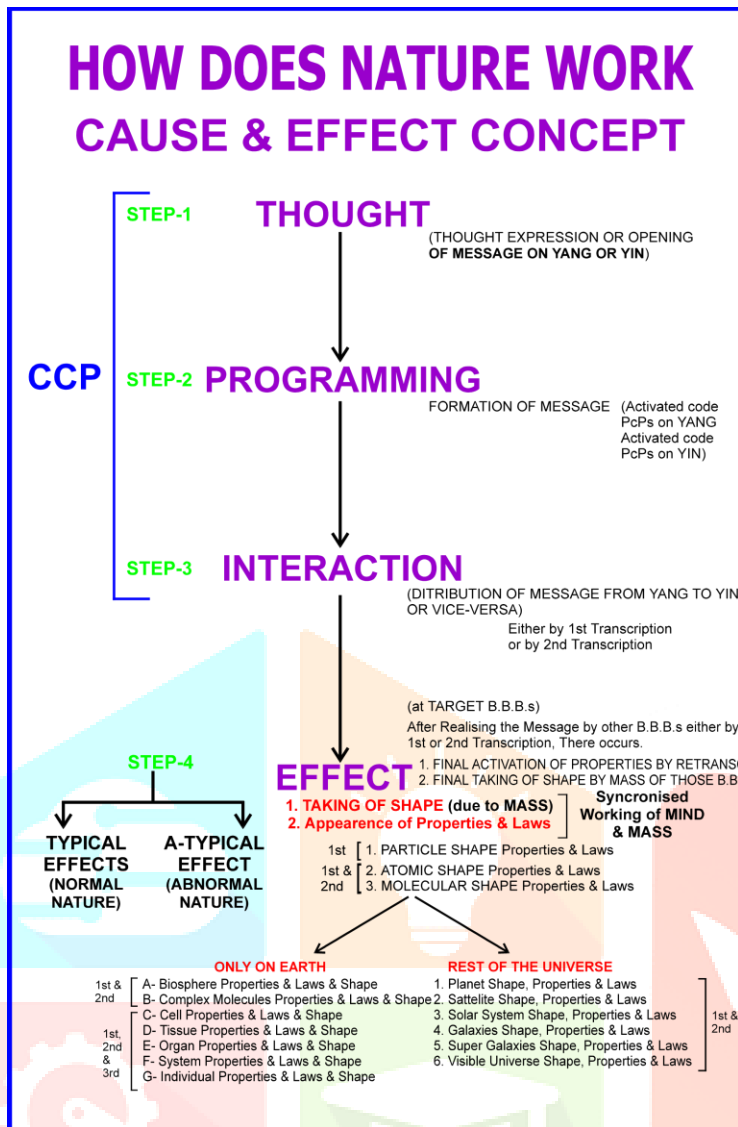 HOW DOES NATURE WORK
CAUSE & EFFECT CONCEPT
STEP-1
THOUGHT
(THOUGHT EXPRESSION OR OPENING
OF MESSAGE ON YANG OR YIN)
CCP
STEP-2
PROGRAMMING
FORMATION OF MESSAGE (Activated code
PcPs on YANG
Activated code
PcPs on YIN)
STEP-3
INTERACTION
(DITRIBUTION OF MESSAGE FROM YANG TO YIN
OR VICE-VERSA)
Either by 1st Transcription
or by 2nd Transcription
(at TARGET B.B.B.s)
After Realising the Message by other B.B.B.s either by
1st or 2nd Transcription, There occurs.
STEP-4
EFFECT
1. FINAL ACTIVATION OF PROPERTIES BY RETRANSC
2. FINAL TAKING OF SHAPE BY MASS OF THOSE B.B
1. TAKING OF SHAPE (due to MASS)
2. Appearence of Properties & Laws
Syncronised
Working of MIND
& MASS
TYPICAL
EFFECTS
(NORMAL
NATURE)
A-TYPICAL
EFFECT
(ABNORMAL
NATURE)
1st
1. PARTICLE SHAPE Properties & Laws
1st &
2nd
2. ATOMIC SHAPE Properties & Laws
3. MOLECULAR SHAPE Properties & Laws
ONLY ON EARTH
1st &
2nd
A- Biosphere Properties & Laws & Shape
B- Complex Molecules Properties & Laws & Shape
1st,
2nd
&
3rd
C- Cell Properties & Laws & Shape
D- Tissue Properties & Laws & Shape
E- Organ Properties & Laws & Shape
F- System Properties & Laws & Shape
G- Individual Properties & Laws & Shape
REST OF THE UNIVERSE
1. Planet Shape, Properties & Laws
2. Sattelite Shape, Properties & Laws
3. Solar System Shape, Properties & Laws
4. Galaxies Shape, Properties & Laws
5. Super Galaxies Shape, Properties & Laws
6. Visible Universe Shape, Properties & Laws
1st &
2nd